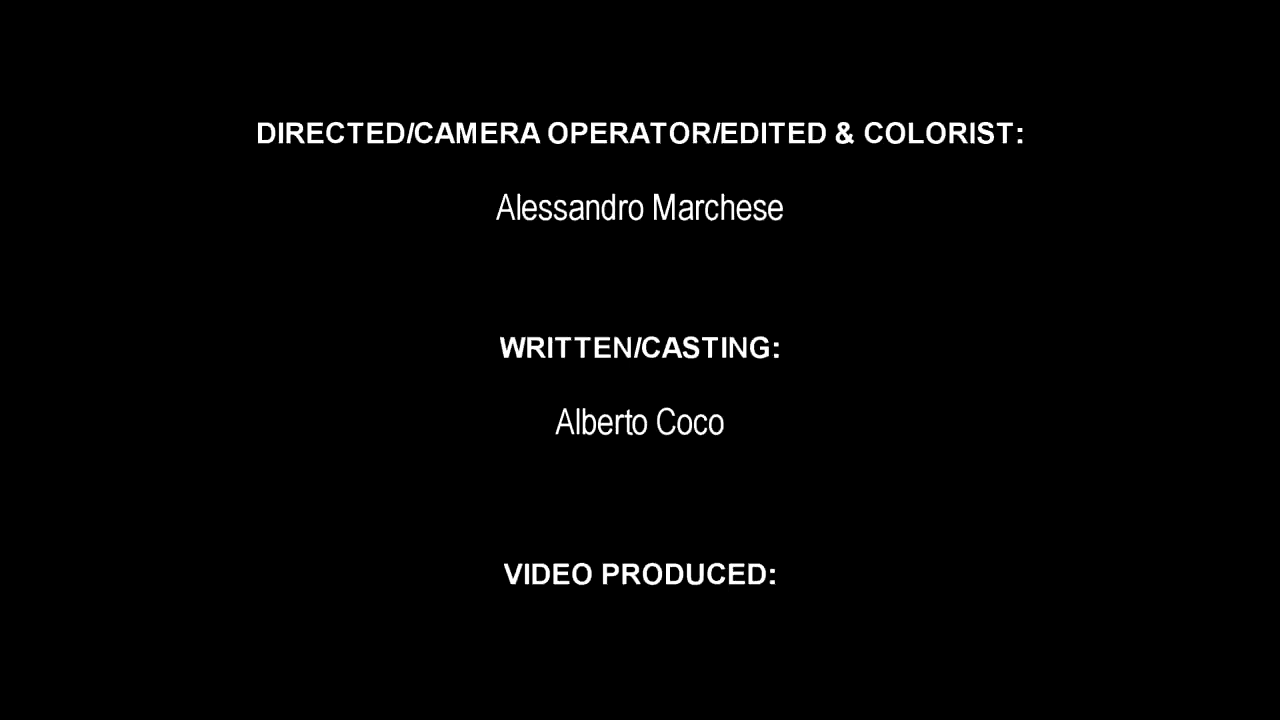 DIRECTED/CAMERA OPERATOR/EDITED & COLORIST:
Alessandro Marchese
WRITTEN/CASTING:
Alberto Coco
VIDEO PRODUCED: